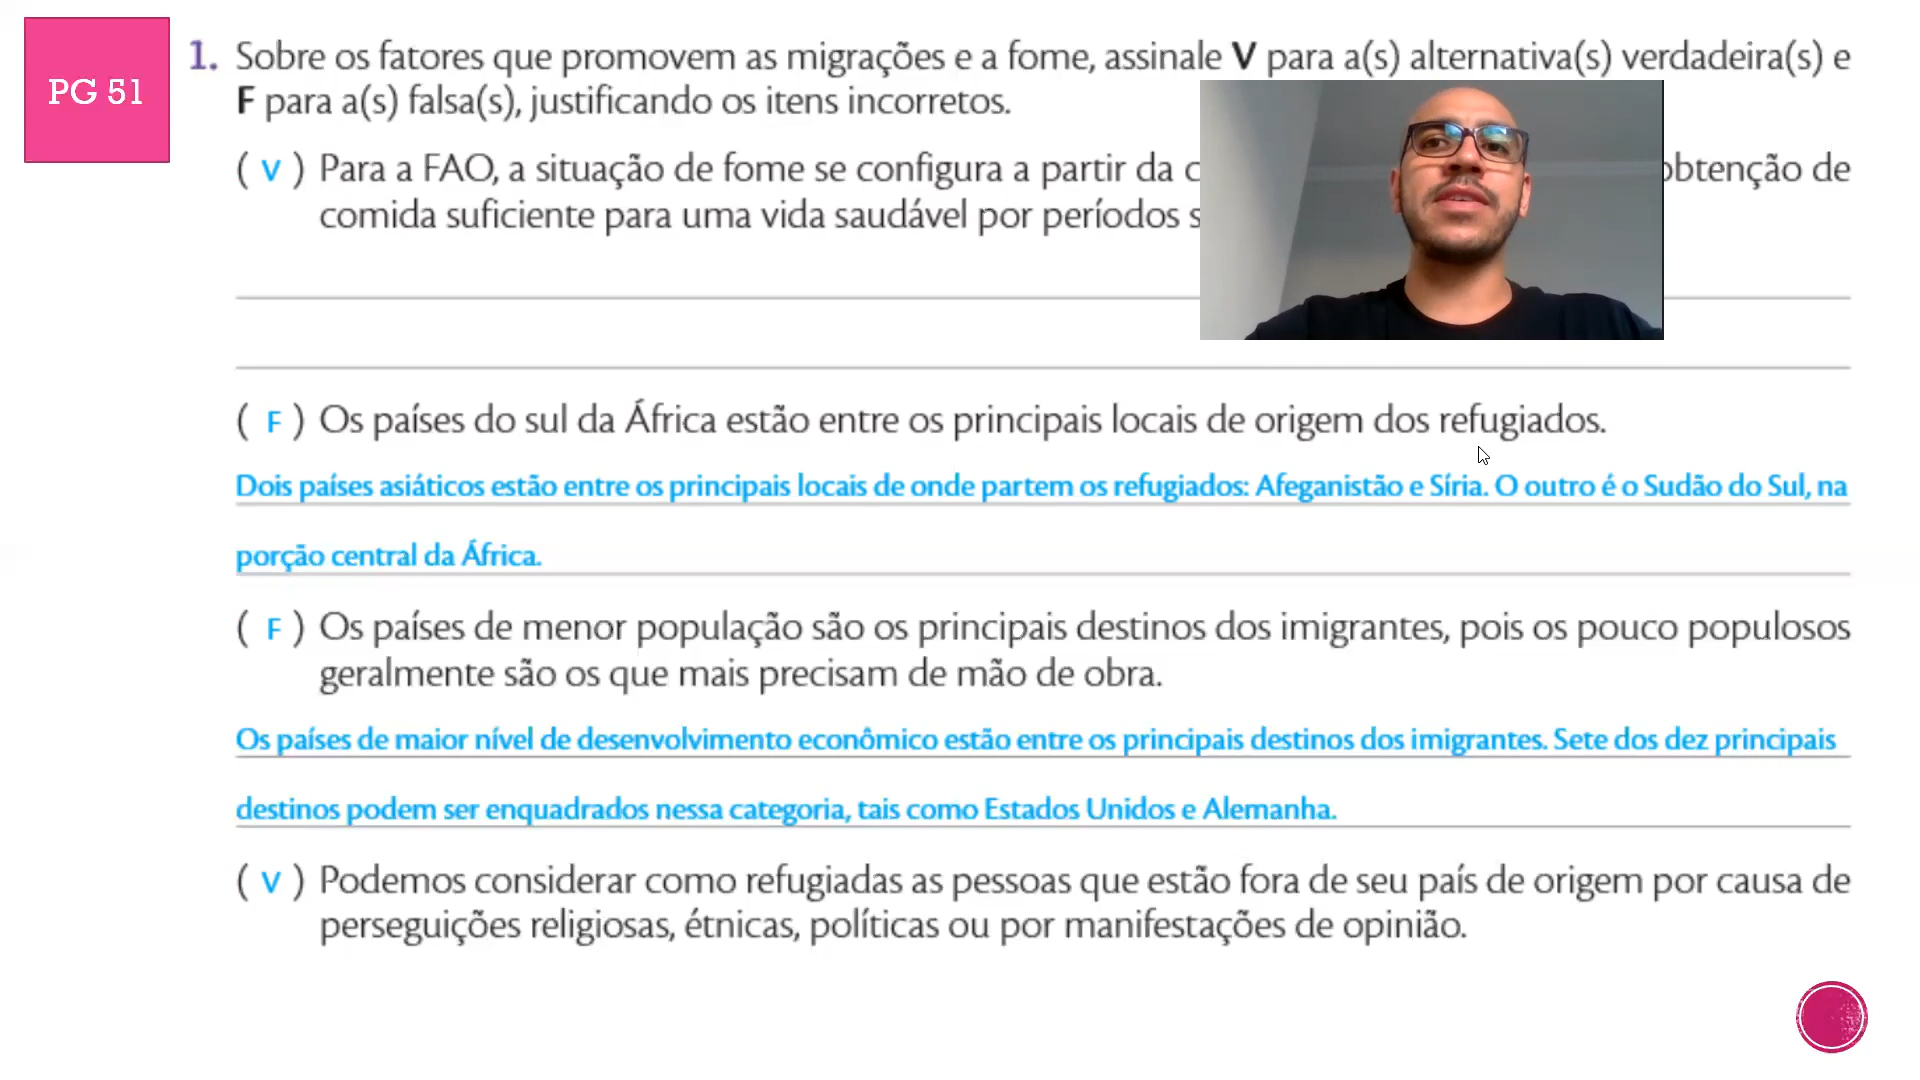 PG 51
1. Sobre os fatores que promovem as migrações e a fome, assinale V para a(s) alternativa(s) verdadeira(s) e
F para a(s) falsa(s), justificando os itens incorretos.
( V ) Para a FAO, a situação de fome se configura a partir da obtenção de
comida suficiente para uma vida saudável por períodos
( F ) Os países do sul da África estão entre os principais locais de origem dos refugiados.
Dois países asiáticos estão entre os principais locais de onde partem os refugiados: Afeganistão e Síria. O outro é o Sudão do Sul, na
porção central da África.
( F ) Os países de menor população são os principais destinos dos imigrantes, pois os pouco populosos
geralmente são os que mais precisam de mão de obra.
Os países de maior nível de desenvolvimento econômico estão entre os principais destinos dos imigrantes. Sete dos dez principais
destinos podem ser enquadrados nessa categoria, tais como Estados Unidos e Alemanha.
( V ) Podemos considerar como refugiadas as pessoas que estão fora de seu país de origem por causa de
perseguições religiosas, étnicas, políticas ou por manifestações de opinião.